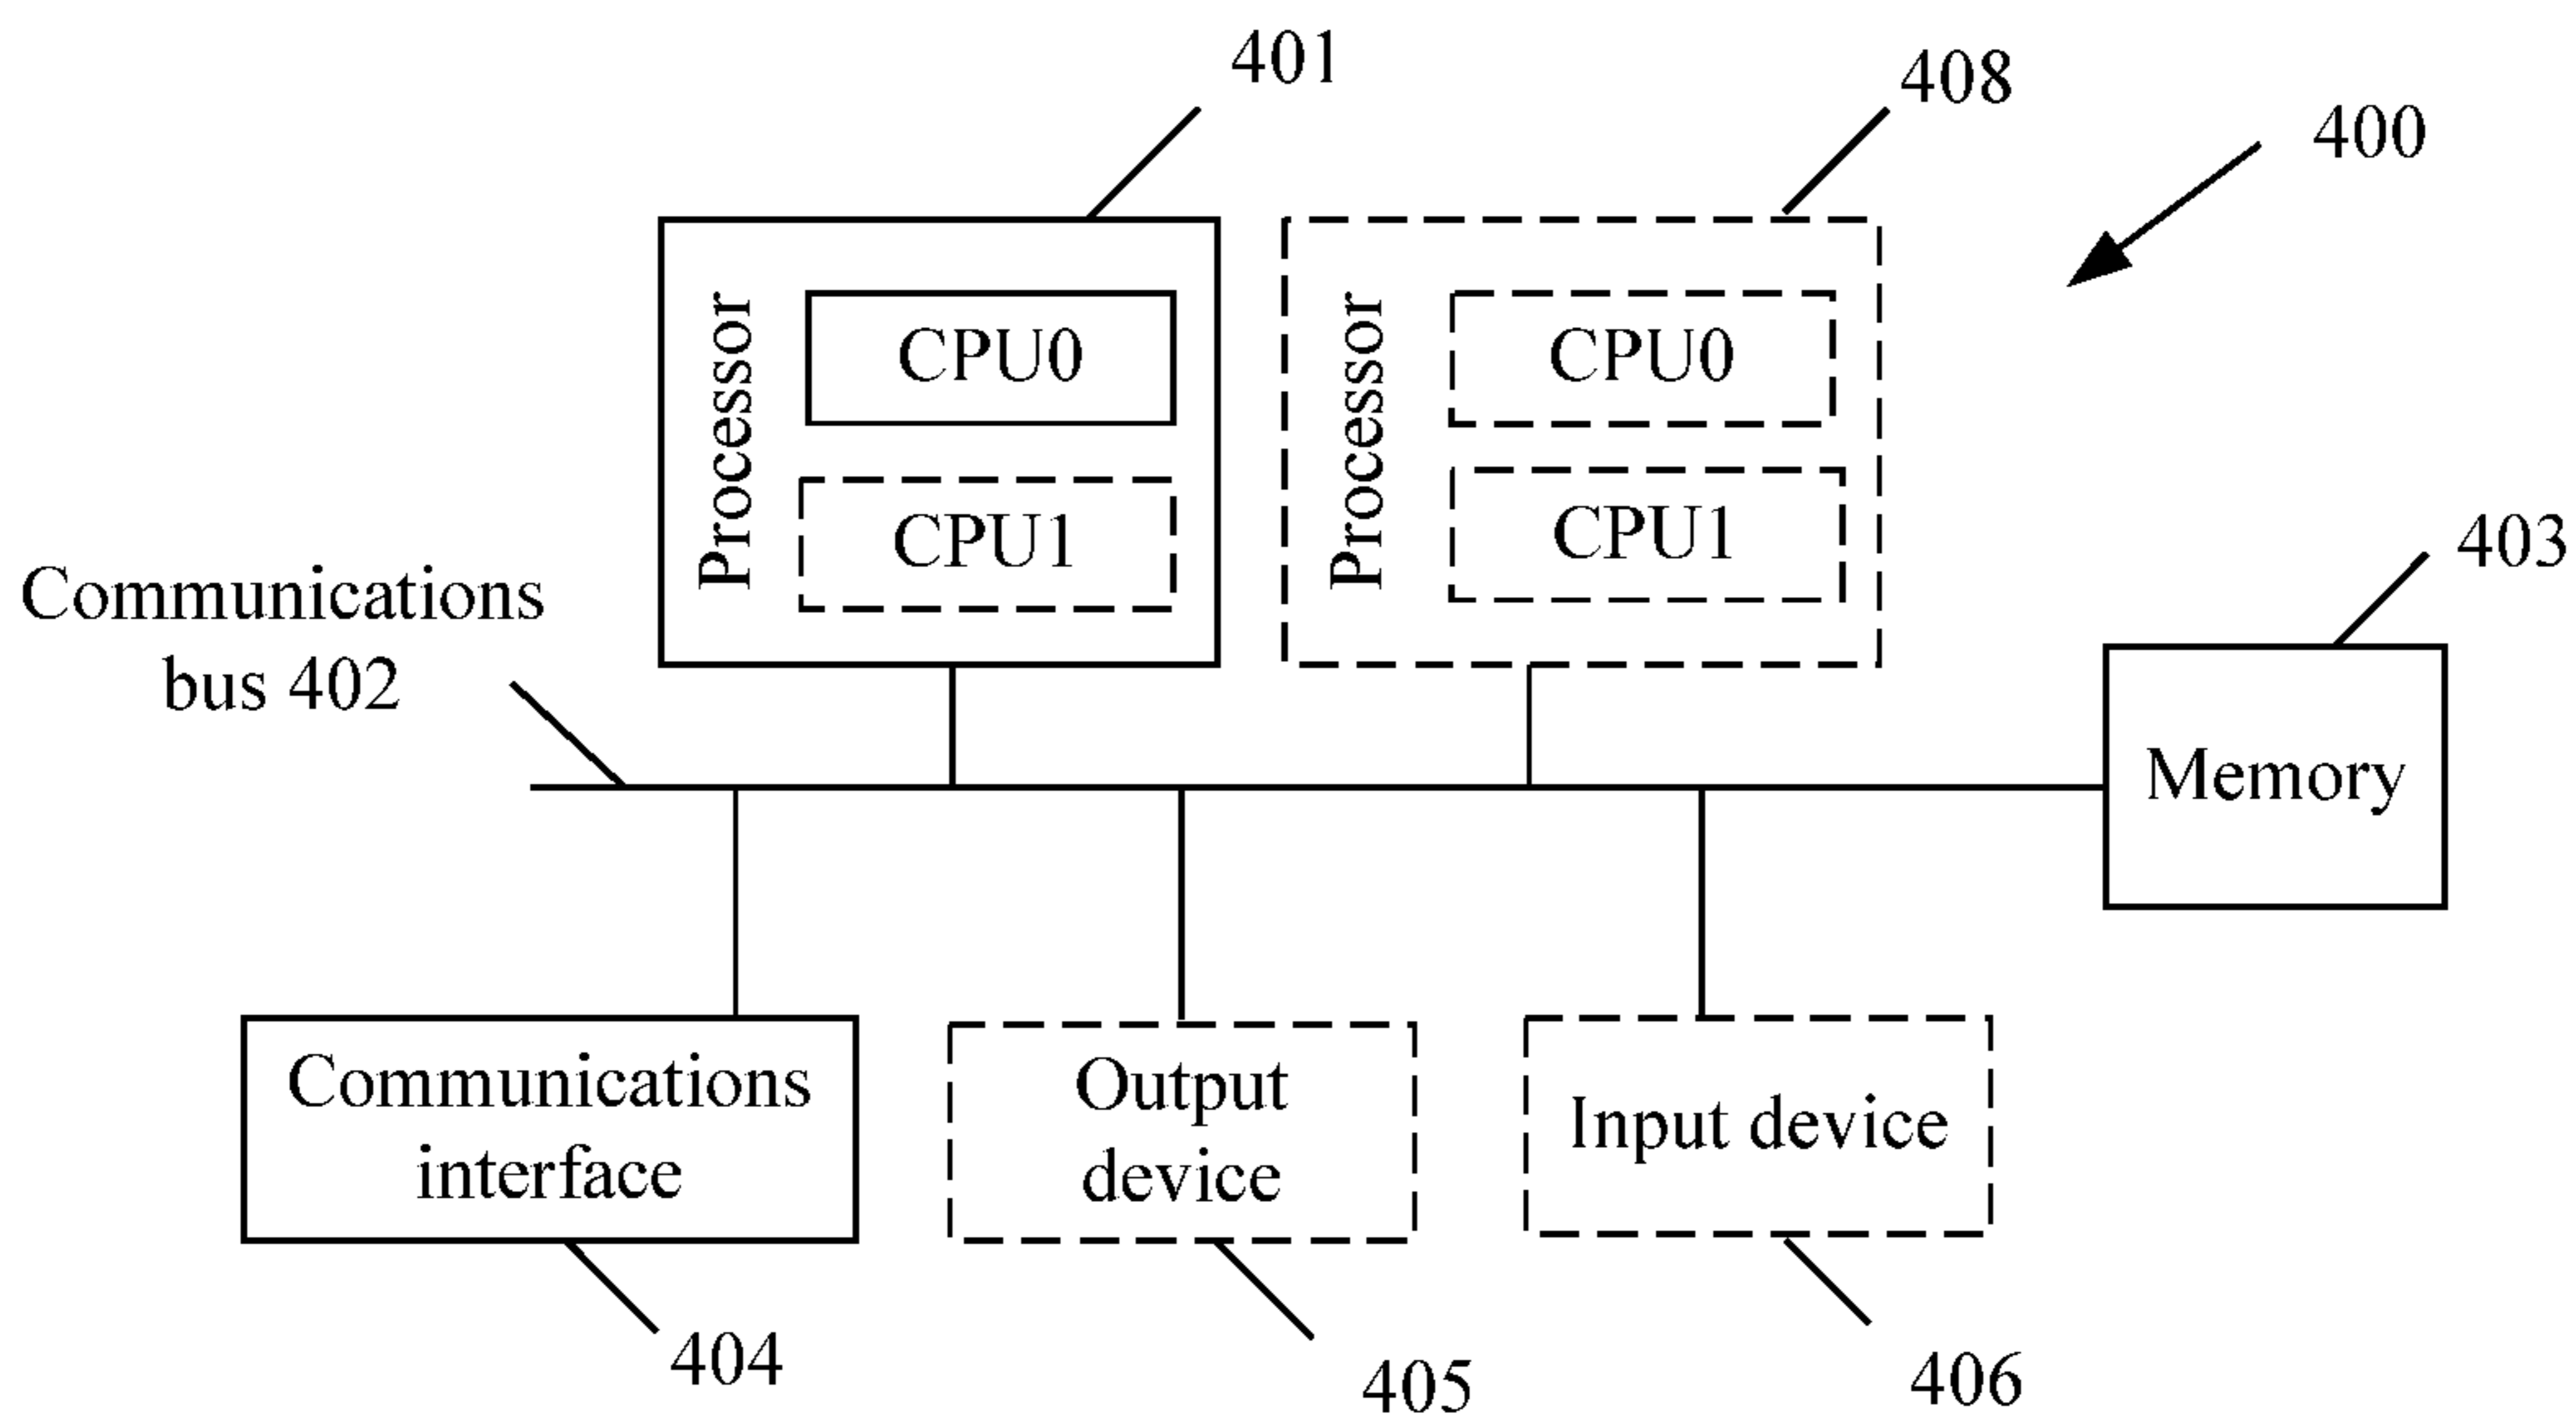 401
408
400
Processor
CPU0
CPU1
Processor
CPU0
CPU1
403
Communications
bus 402
Memory
Communications
interface
Output
device
Input device
404
405
406